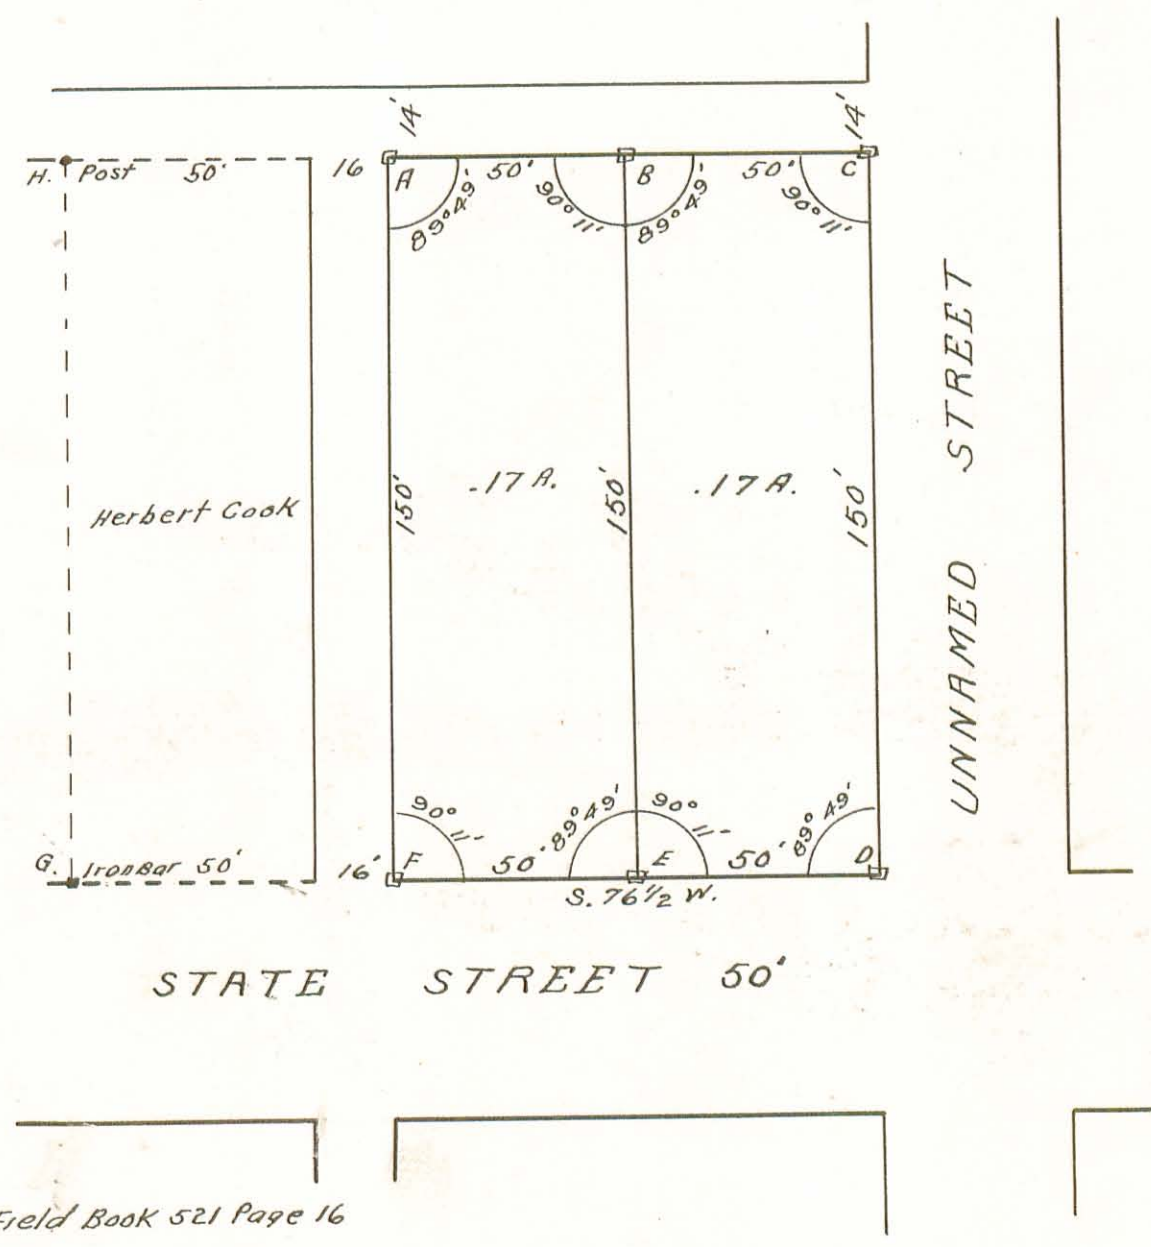 14'
14'
H. Post 50'
16
A
50'
B
50'
C
89° 49'
90° 11'
89° 49'
90° 11'
Herbert Cook
150'
.17 A.
150'
.17 A.
150'
UNNAMED STREET
90° 11'
89° 49'
90° 11'
89° 49'
G. Iron Bar 50'
16'
F
50'
E
50'
D
S. 76 1/2 W.
STATE STREET 50'
Field Book 521 Page 16